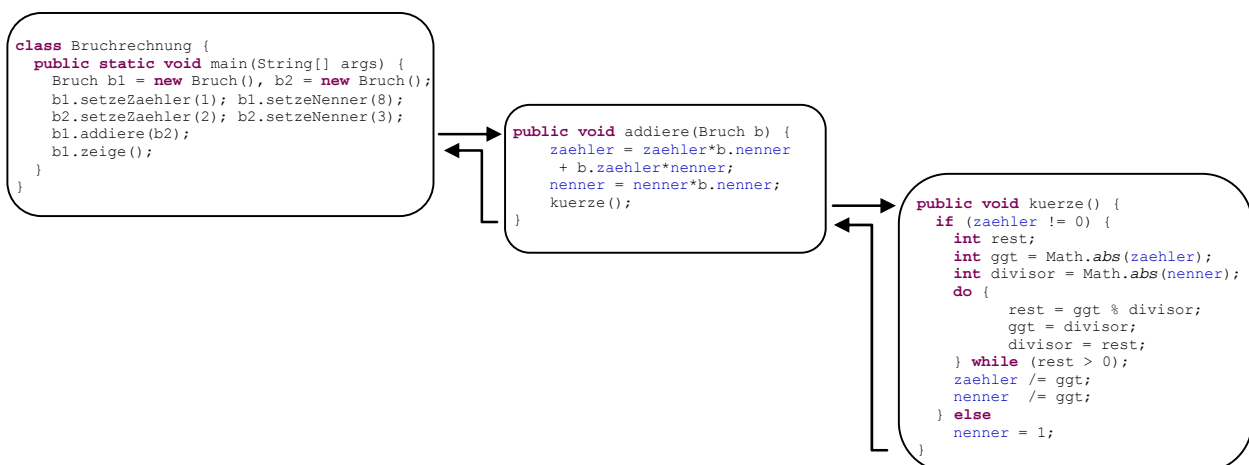 class Bruchrechnung {
  public static void main(String[] args) {
    Bruch b1 = new Bruch(), b2 = new Bruch();
    b1.setzeZaehler(1); b1.setzeNenner(8);
    b2.setzeZaehler(2); b2.setzeNenner(3);
    b1.addiere(b2);
    b1.zeige();
  }
}
public void addiere(Bruch b) {
    zaehler = zaehler*b.nenner
     + b.zaehler*nenner;
    nenner = nenner*b.nenner;
    kuerze();
}
public void kuerze() {
  if (zaehler != 0) {
    int rest;
    int ggt = Math.abs(zaehler);
    int divisor = Math.abs(nenner);
    do {
          rest = ggt % divisor;
          ggt = divisor;
          divisor = rest;
    } while (rest > 0);
    zaehler /= ggt;
    nenner  /= ggt;
  } else
    nenner = 1;
}